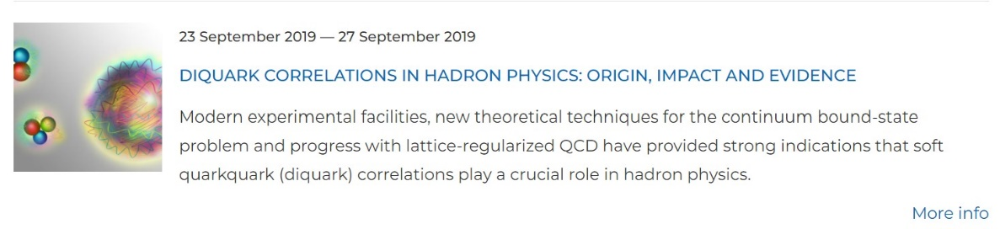 23 September 2019 — 27 September 2019
DIQUARK CORRELATIONS IN HADRON PHYSICS: ORIGIN, IMPACT AND EVIDENCE
Modern experimental facilities, new theoretical techniques for the continuum bound-state
problem and progress with lattice-regularized QCD have provided strong indications that soft
quarkquark (diquark) correlations play a crucial role in hadron physics.
More info